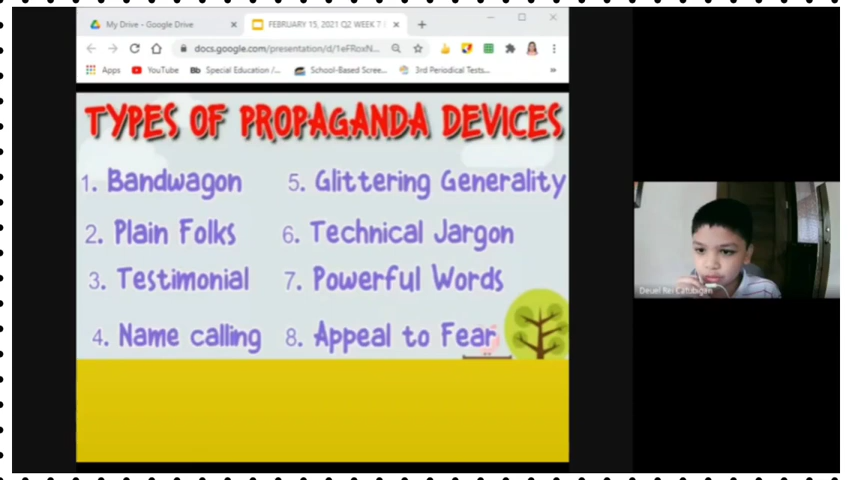 My Drive - Google Drive
FEBRUARY 15, 2021 Q2 WEEK 7
docs.google.com/presentation/d/1eFRoxN...
Apps YouTube Bb Special Education /... School-Based Scree... 3rd Periodical Tests...
TYPES OF PROPAGANDA DEVICES
1. Bandwagon
2. Plain Folks
3. Testimonial
4. Name calling
5. Glittering Generality
6. Technical Jargon
7. Powerful Words
8. Appeal to Fear
Deuel Rei Catubigan